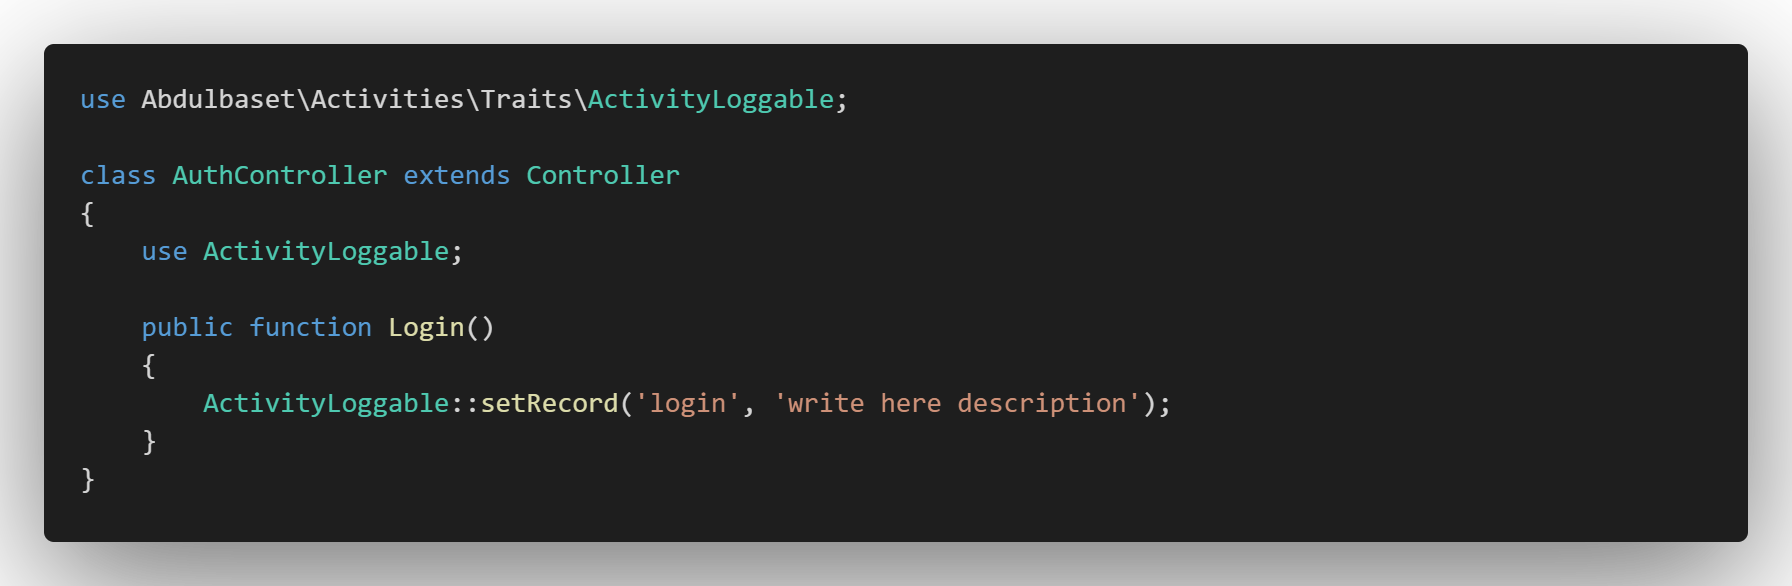 use Abdulbaset\Activities\Traits\ActivityLoggable;
class AuthController extends Controller
{
    use ActivityLoggable;
    public function Login()
    {
        ActivityLoggable::setRecord('login', 'write here description');
    }
}